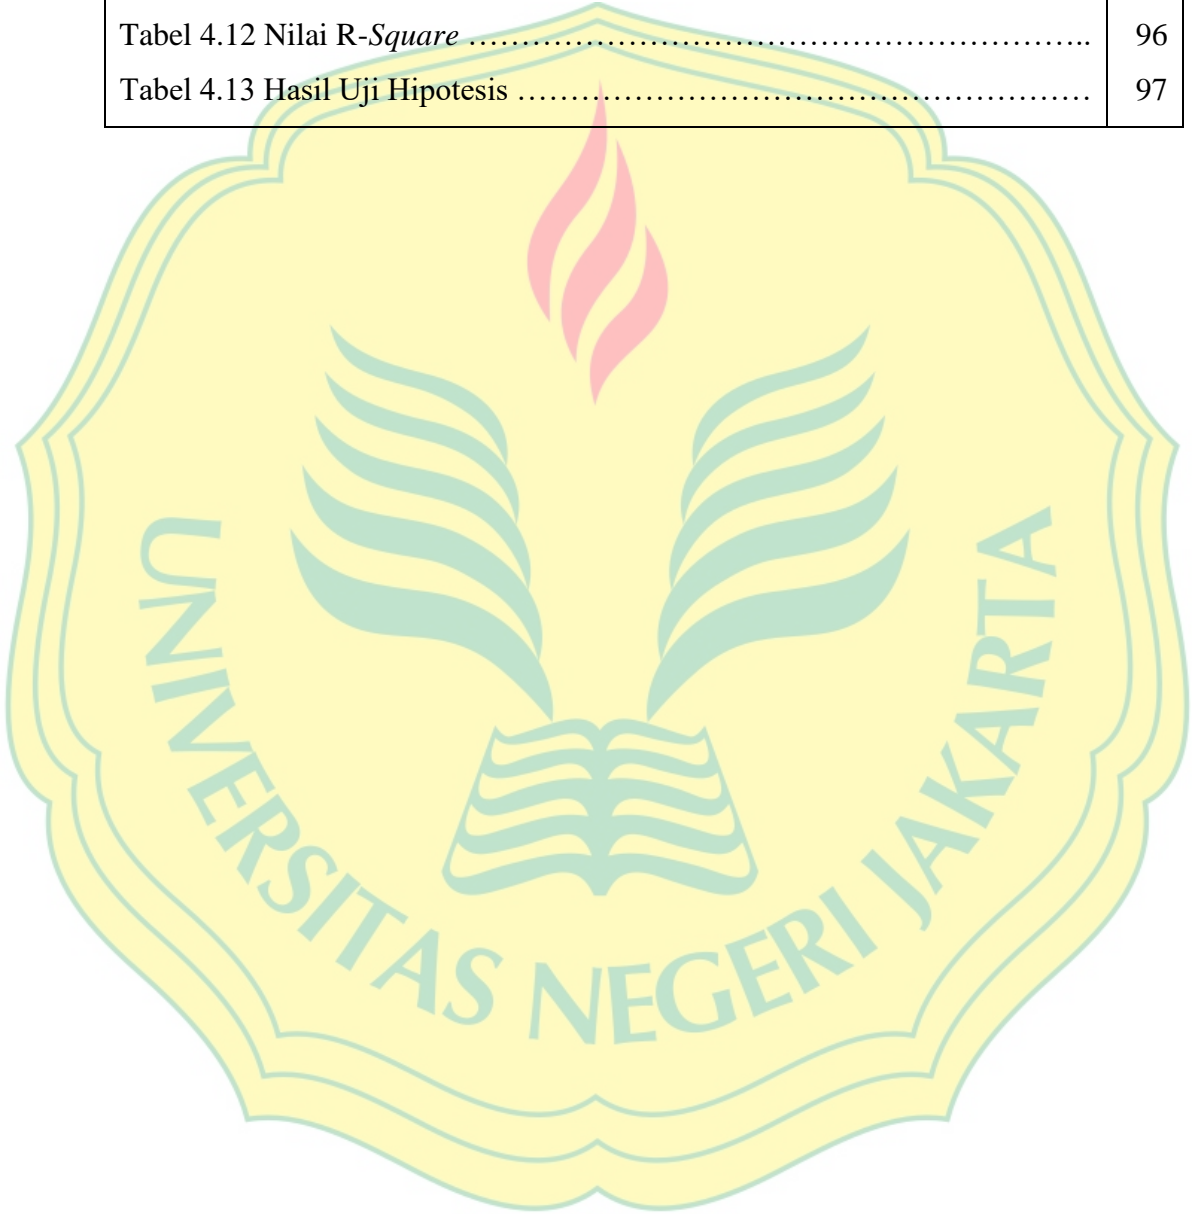 Tabel 4.12 Nilai R-Square ………………………………………………….. 96
Tabel 4.13 Hasil Uji Hipotesis ……………………………………………… 97
UNIVERSITAS NEGERI JAKARTA